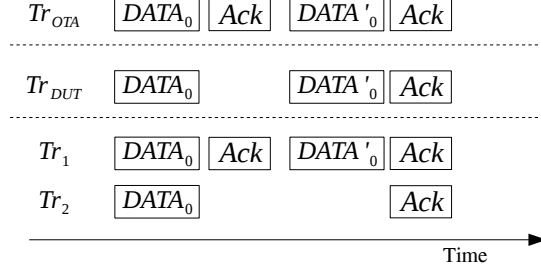 Tr_OTA DATA_0 Ack DATA'_0 Ack
Tr_DUT DATA_0 DATA'_0 Ack
Tr_1 DATA_0 Ack DATA'_0 Ack
Tr_2 DATA_0 Ack
Time